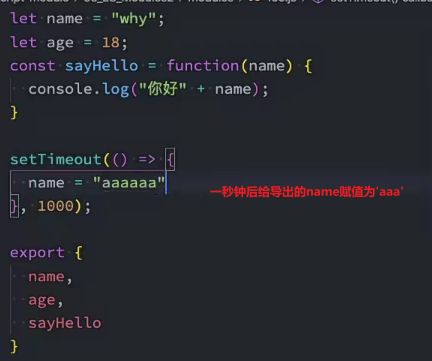 let name = "why";
let age = 18;
const sayHello = function(name) {
  console.log("你好" + name);
}
setTimeout(() => {
  name = "aaaaaa"
}, 1000);
一秒钟后给导出的name赋值为'aaa'
export {
  name,
  age,
  sayHello
}